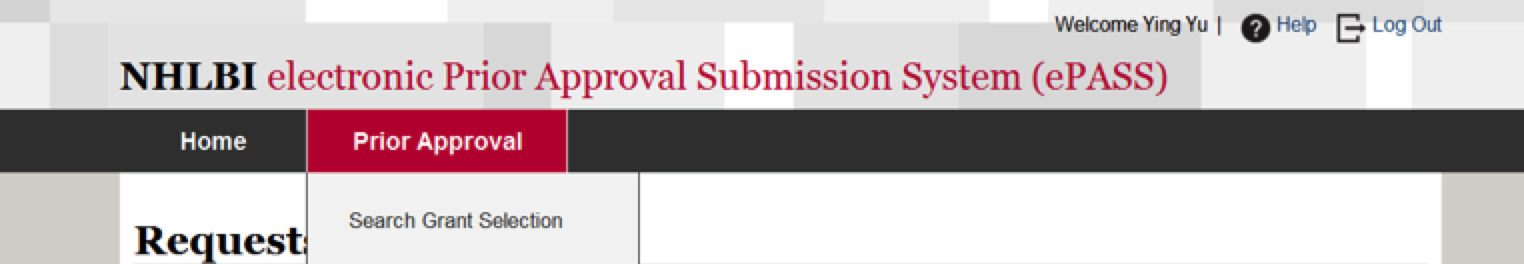 Welcome Ying Yu | Help Log Out
NHLBI electronic Prior Approval Submission System (ePASS)
Home Prior Approval
Search Grant Selection
Requests